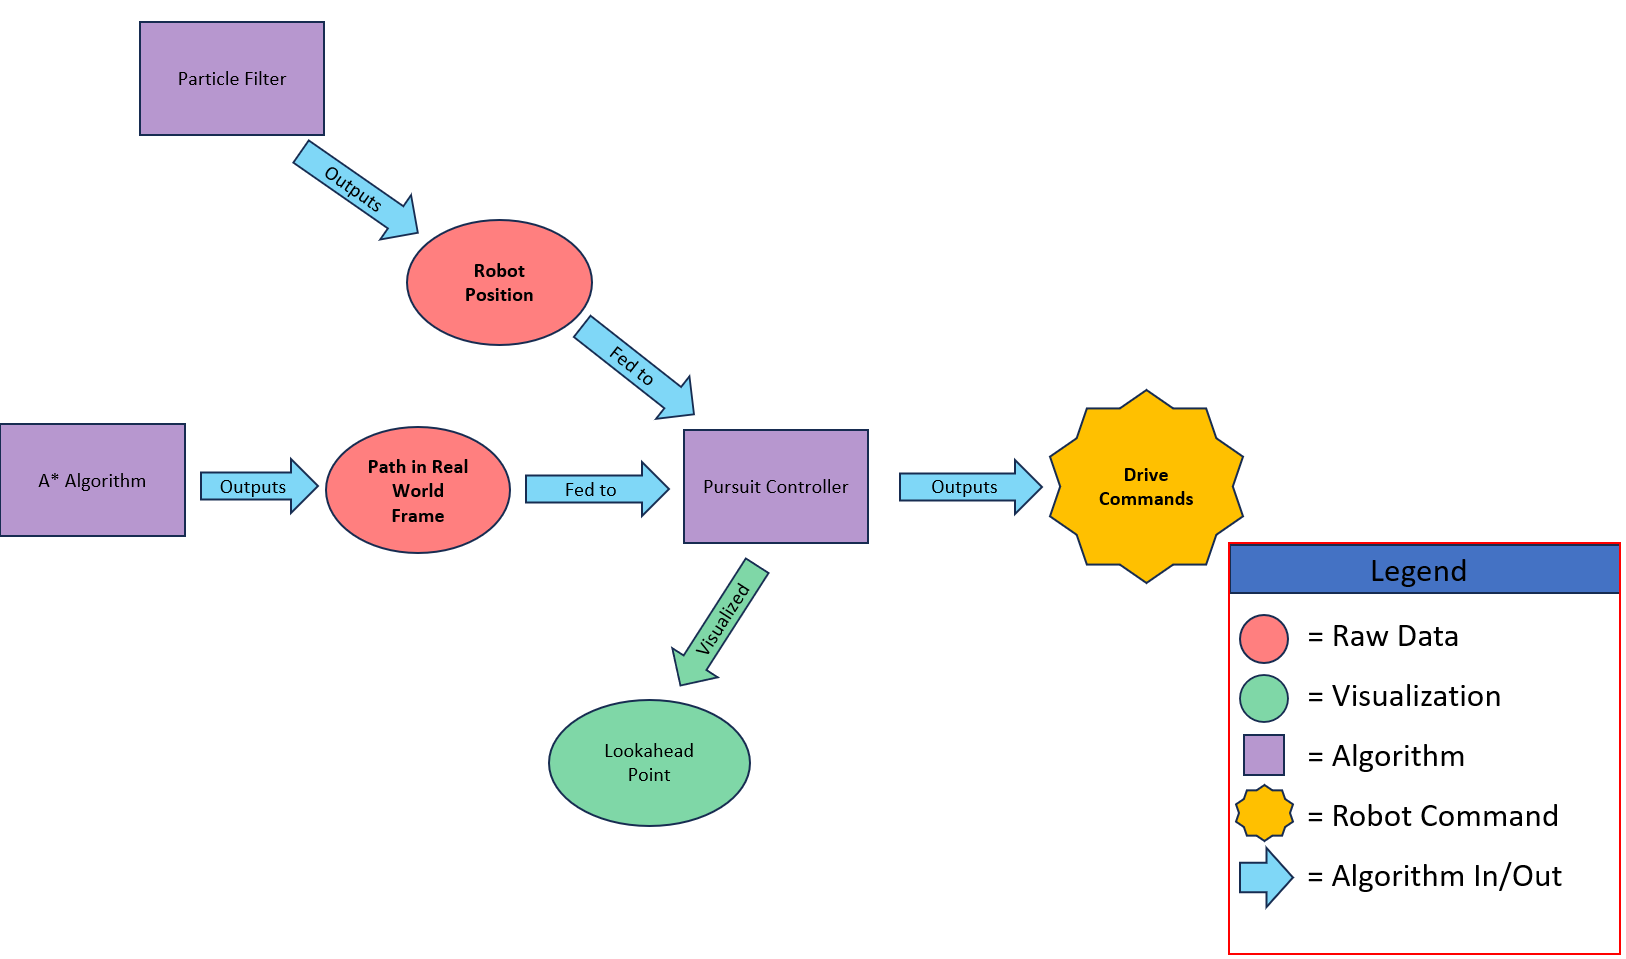 Particle Filter
Outputs
Robot
Position
Fed to
A* Algorithm
Outputs
Path in Real
World
Frame
Fed to
Pursuit Controller
Outputs
Drive
Commands
Visualized
Lookahead
Point
Legend
= Raw Data
= Visualization
= Algorithm
= Robot Command
= Algorithm In/Out